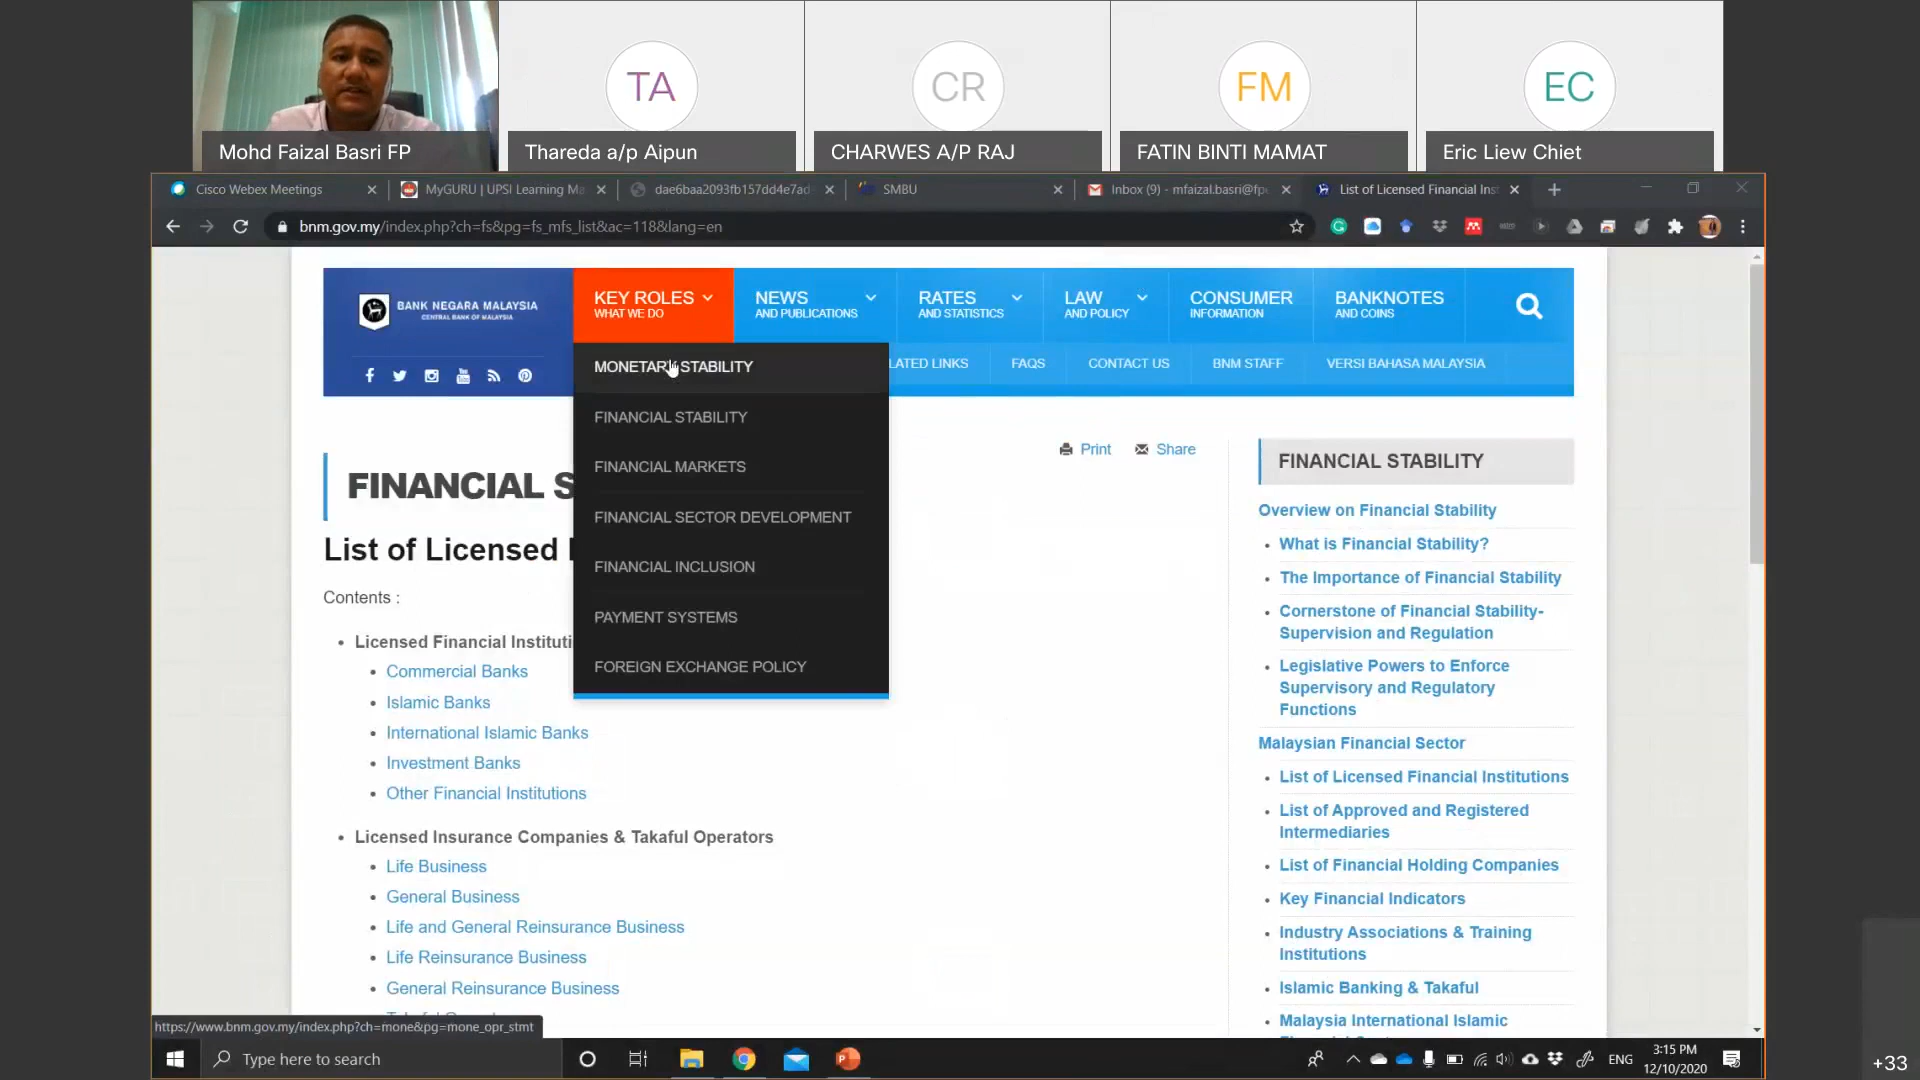 TA
CR
FM
EC
Mohd Faizal Basri FP
Thareda a/p Aipun
CHARWES A/P RAJ
FATIN BINTI MAMAT
Eric Liew Chiet
Cisco Webex Meetings
MyGURU | UPSI Learning Ma
dae6baa2093fb157dd4e7ad
SMBU
Inbox (9) - mfaizal.basri@fp
List of Licensed Financial Inst
bnm.gov.my/index.php?ch=fs&pg=fs_mfs_list&ac=118&lang=en
BANK NEGARA MALAYSIA
CENTRAL BANK OF MALAYSIA
KEY ROLES
WHAT WE DO
NEWS
AND PUBLICATIONS
RATES
AND STATISTICS
LAW
AND POLICY
CONSUMER
INFORMATION
BANKNOTES
AND COINS
LATED LINKS
FAQS
CONTACT US
BNM STAFF
VERSI BAHASA MALAYSIA
MONETARY STABILITY
FINANCIAL STABILITY
FINANCIAL MARKETS
FINANCIAL SECTOR DEVELOPMENT
FINANCIAL INCLUSION
PAYMENT SYSTEMS
FOREIGN EXCHANGE POLICY
Print
Share
FINANCIAL S
List of Licensed
Contents :
Licensed Financial Instituti
Commercial Banks
Islamic Banks
International Islamic Banks
Investment Banks
Other Financial Institutions
Licensed Insurance Companies & Takaful Operators
Life Business
General Business
Life and General Reinsurance Business
Life Reinsurance Business
General Reinsurance Business
FINANCIAL STABILITY
Overview on Financial Stability
What is Financial Stability?
The Importance of Financial Stability
Cornerstone of Financial Stability-
Supervision and Regulation
Legislative Powers to Enforce
Supervisory and Regulatory
Functions
Malaysian Financial Sector
List of Licensed Financial Institutions
List of Approved and Registered
Intermediaries
List of Financial Holding Companies
Key Financial Indicators
Industry Associations & Training
Institutions
Islamic Banking & Takaful
Malaysia International Islamic
https://www.bnm.gov.my/index.php?ch=mone&pg=mone_opr_stmt
Type here to search
ENG
3:15 PM
12/10/2020
+33